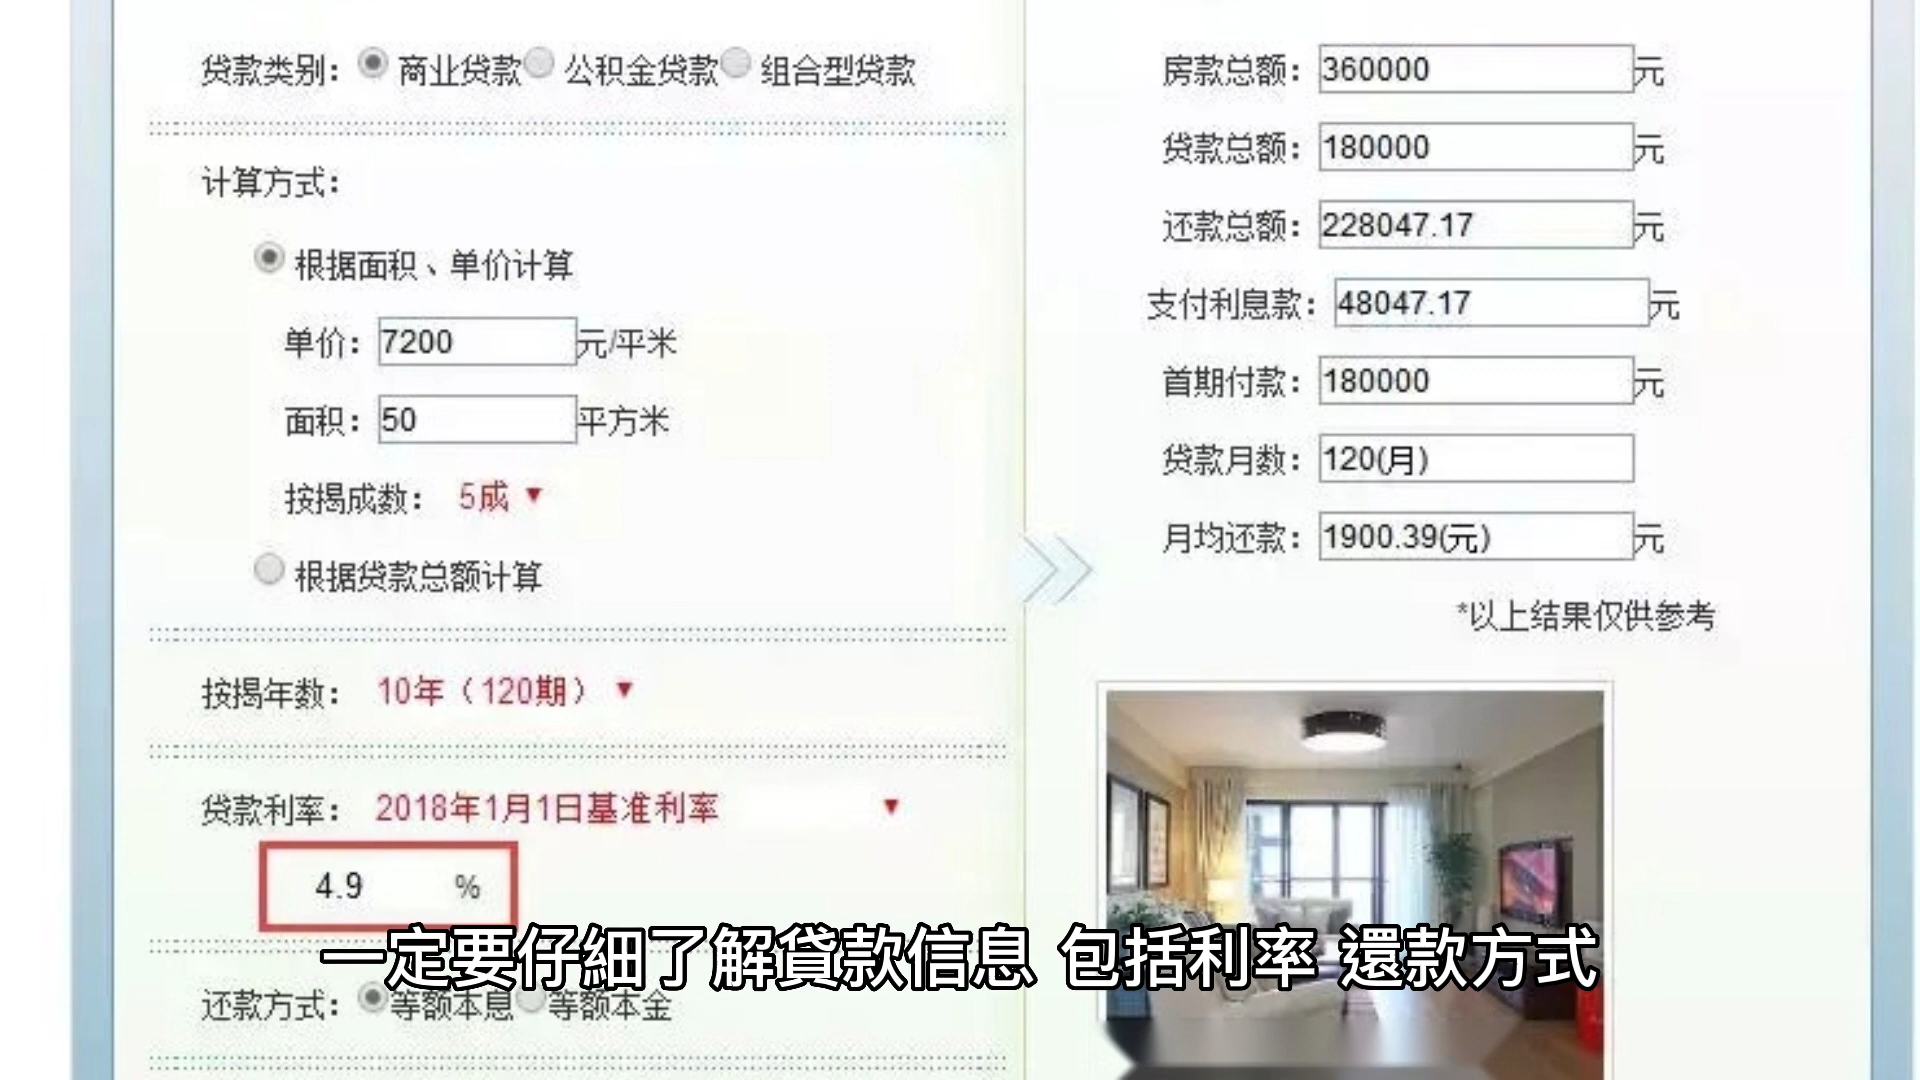 贷款类别： 商业贷款 公积金贷款 组合型贷款
计算方式：
根据面积、单价计算
单价： 7200 元/平米
面积： 50 平方米
按揭成数： 5成 ▼
根据贷款总额计算
按揭年数： 10年（120期） ▼
贷款利率： 2018年1月1日基准利率 ▼
4.9 %
还款方式： 等额本息 等额本金
房款总额： 360000 元
贷款总额： 180000 元
还款总额： 228047.17 元
支付利息款： 48047.17 元
首期付款： 180000 元
贷款月数： 120(月)
月均还款： 1900.39(元) 元
*以上结果仅供参考
一定要仔細了解貸款信息 包括利率 還款方式